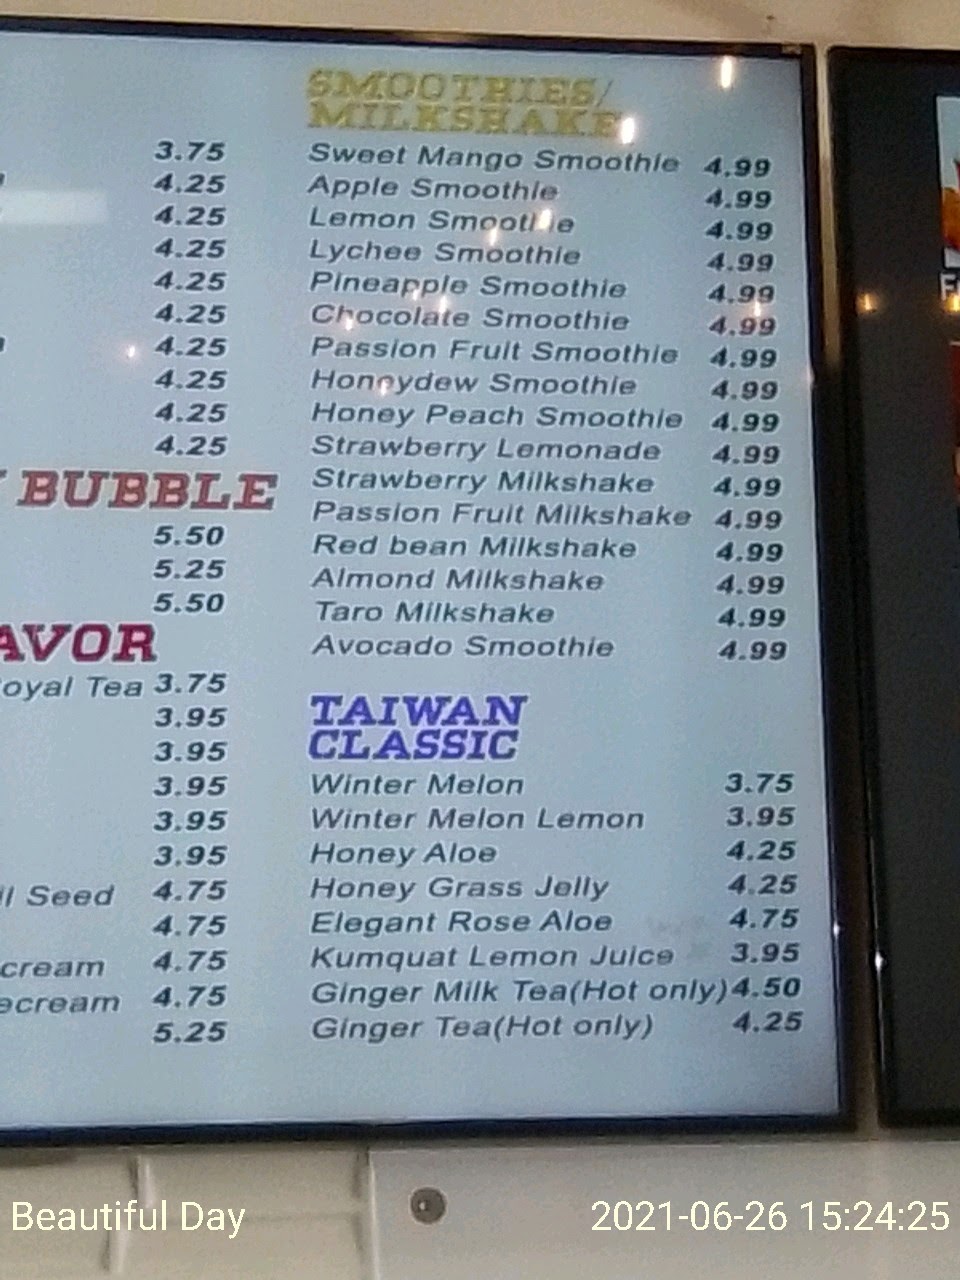 3.75
4.25
4.25
4.25
4.25
4.25
4.25
4.25
4.25
4.25
BUBBLE
5.50
5.25
5.50
AVOR
oyal Tea 3.75
3.95
3.95
3.95
3.95
3.95
Seed 4.75
4.75
cream 4.75
ecream 4.75
5.25
SMOOTHIES/
MILKSHAKE
Sweet Mango Smoothie 4.99
Apple Smoothie 4.99
Lemon Smoothie 4.99
Lychee Smoothie 4.99
Pineapple Smoothie 4.99
Chocolate Smoothie 4.99
Passion Fruit Smoothie 4.99
Honeydew Smoothie 4.99
Honey Peach Smoothie 4.99
Strawberry Lemonade 4.99
Strawberry Milkshake 4.99
Passion Fruit Milkshake 4.99
Red bean Milkshake 4.99
Almond Milkshake 4.99
Taro Milkshake 4.99
Avocado Smoothie 4.99
TAIWAN
CLASSIC
Winter Melon 3.75
Winter Melon Lemon 3.95
Honey Aloe 4.25
Honey Grass Jelly 4.25
Elegant Rose Aloe 4.75
Kumquat Lemon Juice 3.95
Ginger Milk Tea(Hot only) 4.50
Ginger Tea(Hot only) 4.25
Beautiful Day
2021-06-26 15:24:25